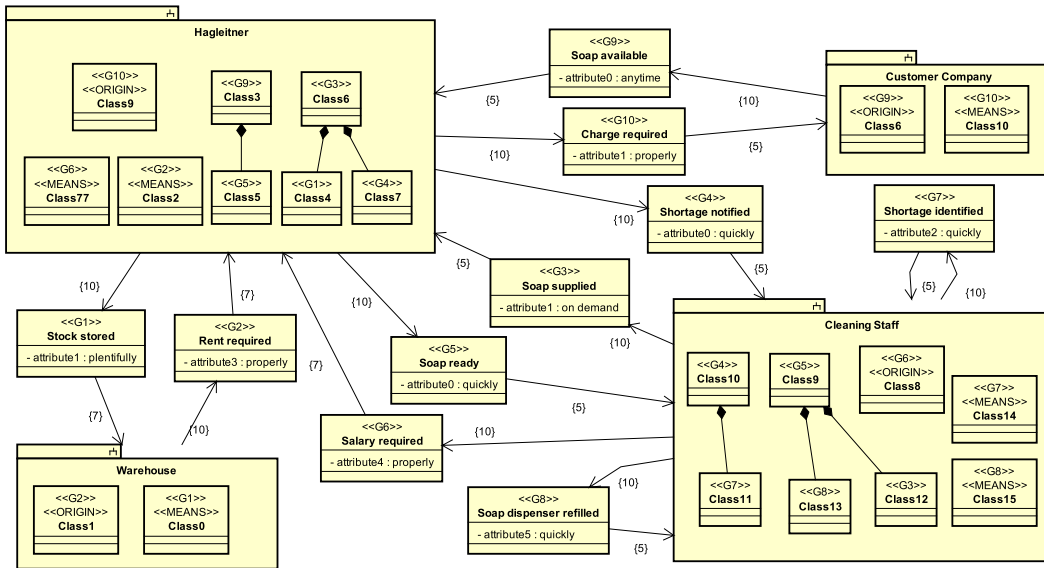 Hagleitner
<<G10>>
<<ORIGIN>>
Class9
<<G9>>
Class3
<<G3>>
Class6
<<G6>>
<<MEANS>>
Class77
<<G2>>
<<MEANS>>
Class2
<<G5>>
Class5
<<G1>>
Class4
<<G4>>
Class7
<<G9>>
Soap available
- attribute0 : anytime
{5}
{10}
<<G10>>
Charge required
- attribute1 : properly
{10}
{5}
Customer Company
<<G9>>
<<ORIGIN>>
Class6
<<G10>>
<<MEANS>>
Class10
<<G4>>
Shortage notified
- attribute0 : quickly
{10}
{5}
<<G7>>
Shortage identified
- attribute2 : quickly
{5}
{10}
<<G3>>
Soap supplied
- attribute1 : on demand
{5}
{10}
{10}
<<G1>>
Stock stored
- attribute1 : plentifully
{7}
{7}
<<G2>>
Rent required
- attribute3 : properly
{10}
{10}
<<G5>>
Soap ready
- attribute0 : quickly
{5}
{7}
<<G6>>
Salary required
- attribute4 : properly
{10}
<<G8>>
Soap dispenser refilled
- attribute5 : quickly
{10}
{5}
Warehouse
<<G2>>
<<ORIGIN>>
Class1
<<G1>>
<<MEANS>>
Class0
Cleaning Staff
<<G4>>
Class10
<<G5>>
Class9
<<G6>>
<<ORIGIN>>
Class8
<<G7>>
<<MEANS>>
Class14
<<G7>>
Class11
<<G8>>
Class13
<<G3>>
Class12
<<G8>>
<<MEANS>>
Class15